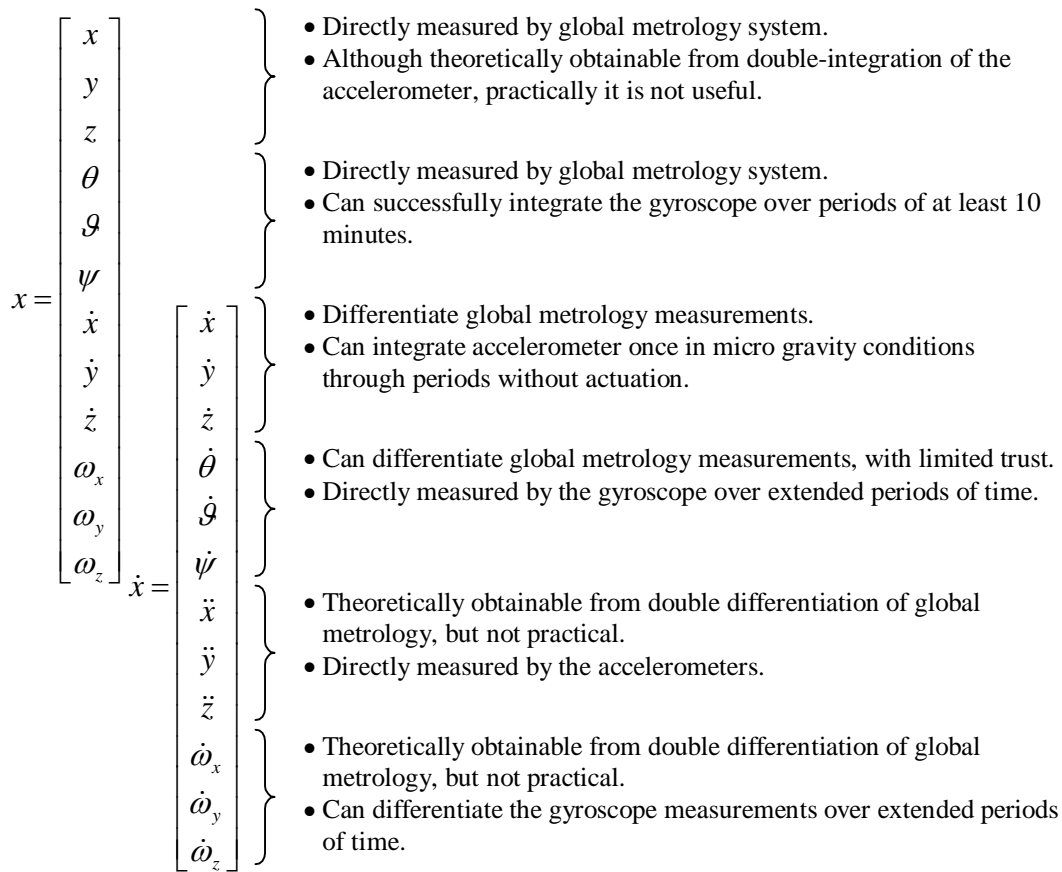 x
y
z
θ
ϑ
ψ
x =
ẋ
ẏ
ż
ω_x
ω_y
ω_z
ẋ =
ẋ
ẏ
ż
θ̇
ϑ̇
ψ̇
ẍ
ÿ
z̈
ω̇_x
ω̇_y
ω̇_z
• Directly measured by global metrology system.
• Although theoretically obtainable from double-integration of the
accelerometer, practically it is not useful.
• Directly measured by global metrology system.
• Can successfully integrate the gyroscope over periods of at least 10
minutes.
• Differentiate global metrology measurements.
• Can integrate accelerometer once in micro gravity conditions
through periods without actuation.
• Can differentiate global metrology measurements, with limited trust.
• Directly measured by the gyroscope over extended periods of time.
• Theoretically obtainable from double differentiation of global
metrology, but not practical.
• Directly measured by the accelerometers.
• Theoretically obtainable from double differentiation of global
metrology, but not practical.
• Can differentiate the gyroscope measurements over extended periods
of time.